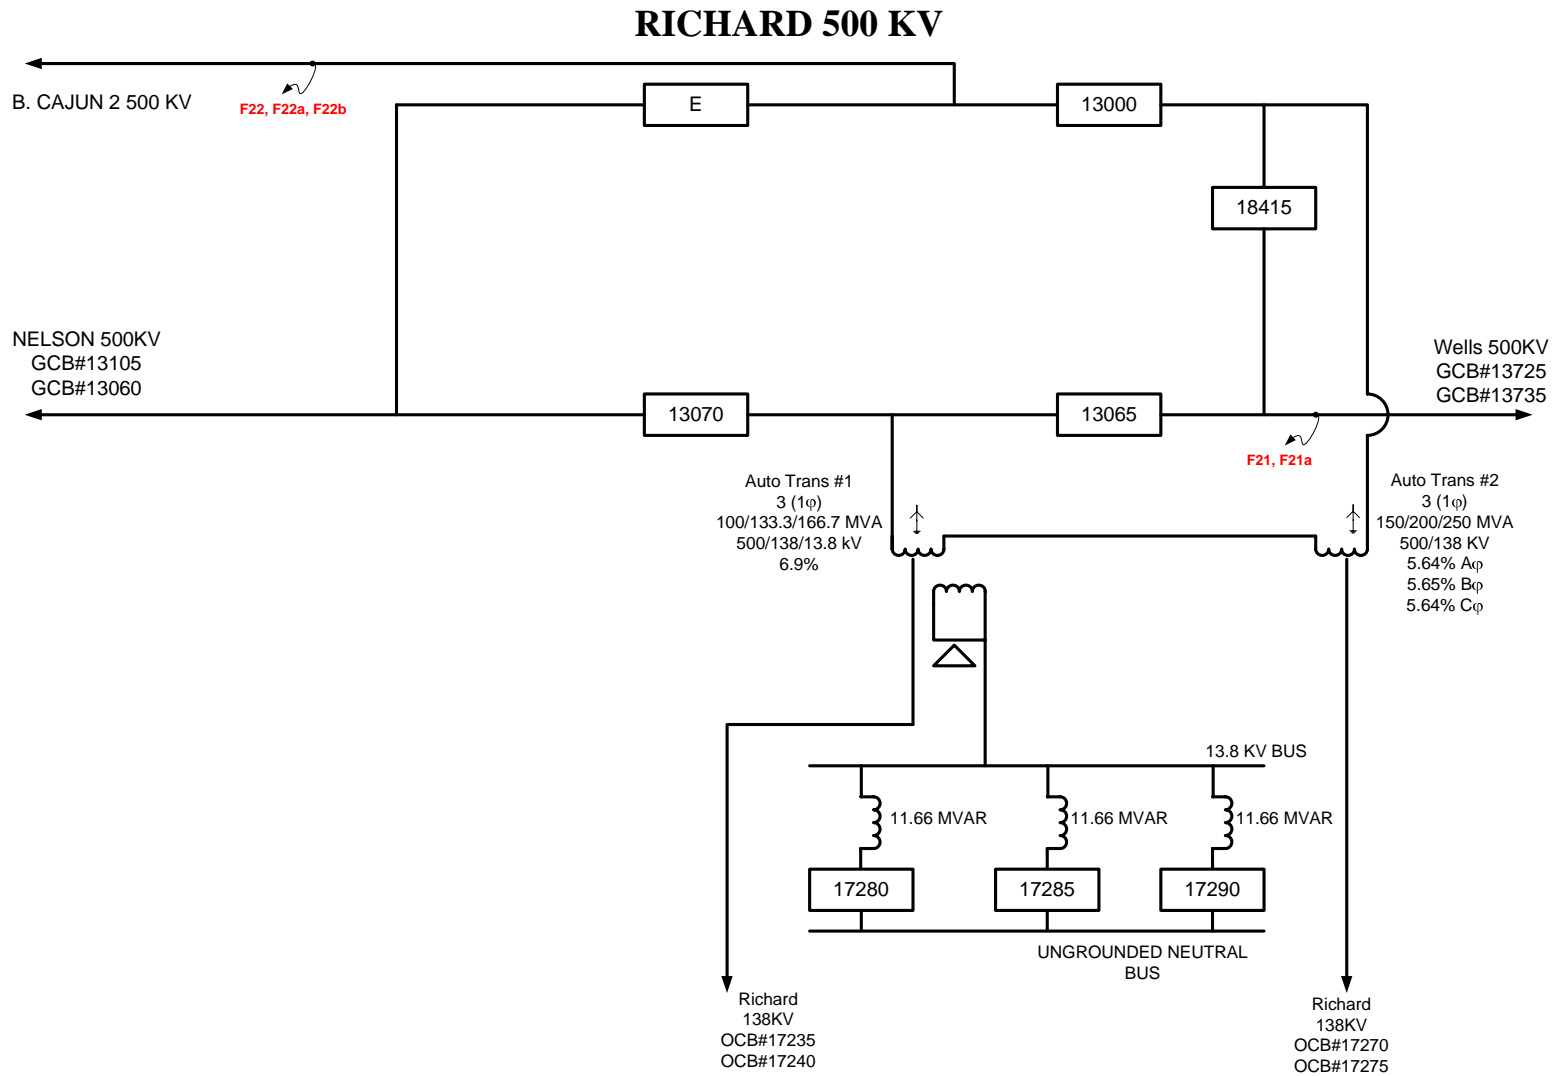 RICHARD 500 KV
B. CAJUN 2 500 KV
F22, F22a, F22b
E
13000
18415
NELSON 500KV
GCB#13105
GCB#13060
Wells 500KV
GCB#13725
GCB#13735
13070
13065
F21, F21a
Auto Trans #1
3 (1φ)
100/133.3/166.7 MVA
500/138/13.8 kV
6.9%
Auto Trans #2
3 (1φ)
150/200/250 MVA
500/138 KV
5.64% Aφ
5.65% Bφ
5.64% Cφ
13.8 KV BUS
11.66 MVAR
11.66 MVAR
11.66 MVAR
17280
17285
17290
UNGROUNDED NEUTRAL
BUS
Richard
138KV
OCB#17235
OCB#17240
Richard
138KV
OCB#17270
OCB#17275